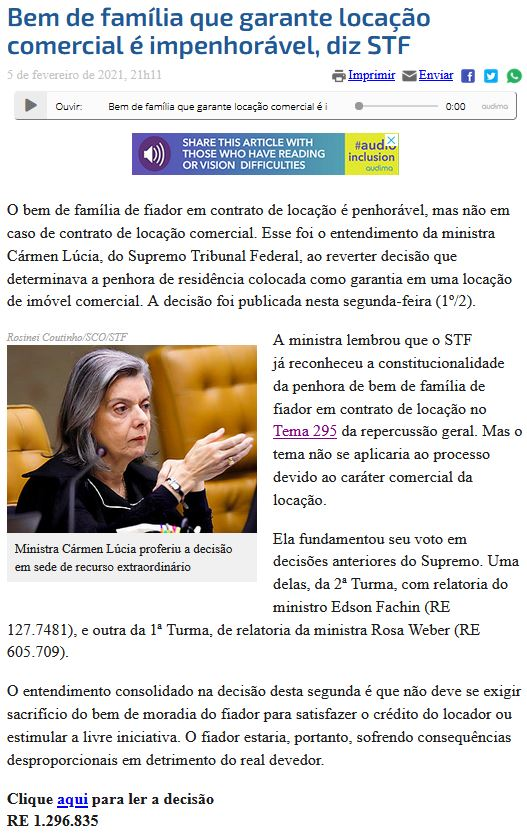 Bem de família que garante locação
comercial é impenhorável, diz STF
5 de fevereiro de 2021, 21h11
Imprimir Enviar
Ouvir: Bem de família que garante locação comercial é i 0:00 audima
SHARE THIS ARTICLE WITH
THOSE WHO HAVE READING
OR VISION DIFFICULTIES
#audio
inclusion
audima
O bem de família de fiador em contrato de locação é penhorável, mas não em
caso de contrato de locação comercial. Esse foi o entendimento da ministra
Cármen Lúcia, do Supremo Tribunal Federal, ao reverter decisão que
determinava a penhora de residência colocada como garantia em uma locação
de imóvel comercial. A decisão foi publicada nesta segunda-feira (1º/2).
Rosinei Coutinho/SCO/STF
Ministra Cármen Lúcia proferiu a decisão
em sede de recurso extraordinário
A ministra lembrou que o STF
já reconheceu a constitucionalidade
da penhora de bem de família de
fiador em contrato de locação no
Tema 295 da repercussão geral. Mas o
tema não se aplicaria ao processo
devido ao caráter comercial da
locação.
Ela fundamentou seu voto em
decisões anteriores do Supremo. Uma
delas, da 2ª Turma, com relatoria do
ministro Edson Fachin (RE
127.7481), e outra da 1ª Turma, de relatoria da ministra Rosa Weber (RE
605.709).
O entendimento consolidado na decisão desta segunda é que não deve se exigir
sacrifício do bem de moradia do fiador para satisfazer o crédito do locador ou
estimular a livre iniciativa. O fiador estaria, portanto, sofrendo consequências
desproporcionais em detrimento do real devedor.
Clique aqui para ler a decisão
RE 1.296.835